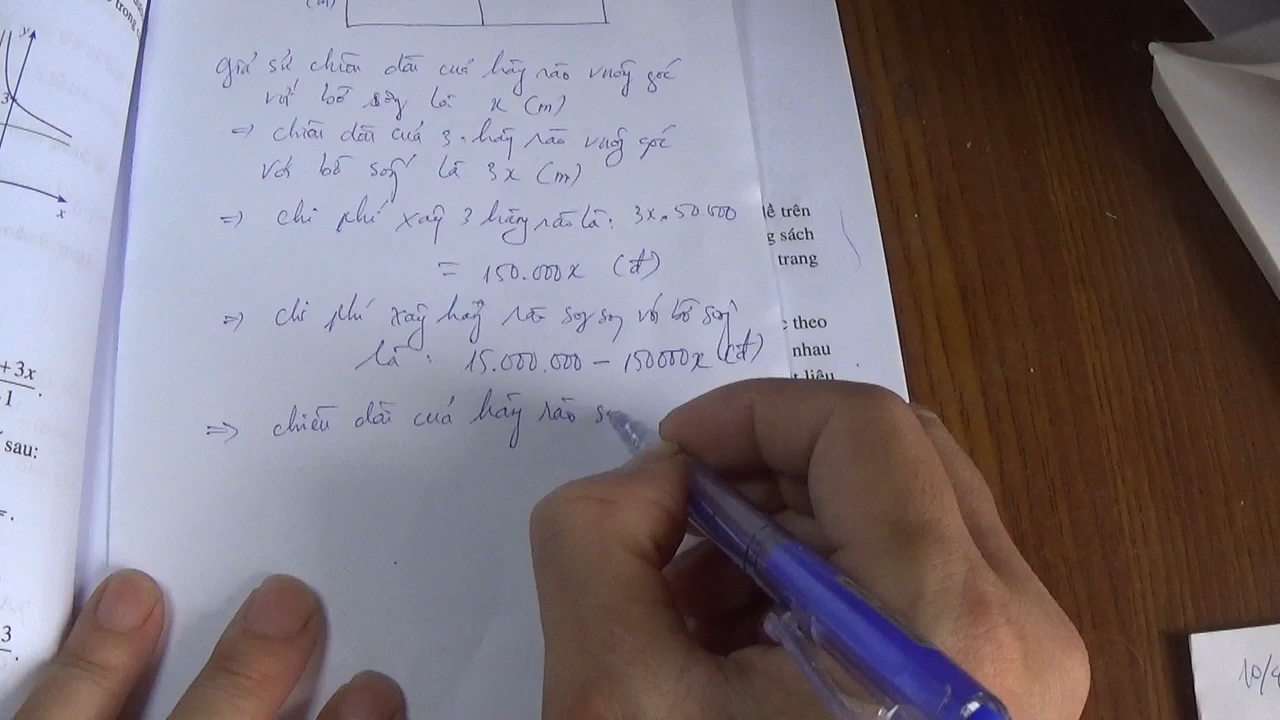 (m)
Giả sử chiều dài của hàng rào vuông góc
với bờ sông là x (m)
⇒ chiều dài của 3 hàng rào vuông góc
với bờ sông là 3x (m)
⇒ chi phí xây 3 hàng rào là: 3x.50.000
= 150.000x (đ)
⇒ chi phí xây hàng rào song song với bờ sông
là: 15.000.000 - 150000x (đ)
⇒ chiều dài của hàng rào s
y
3
x
+ 3x
1
sau:
= .
3
trên
g sách
trang
theo
nhau
liệu
10/